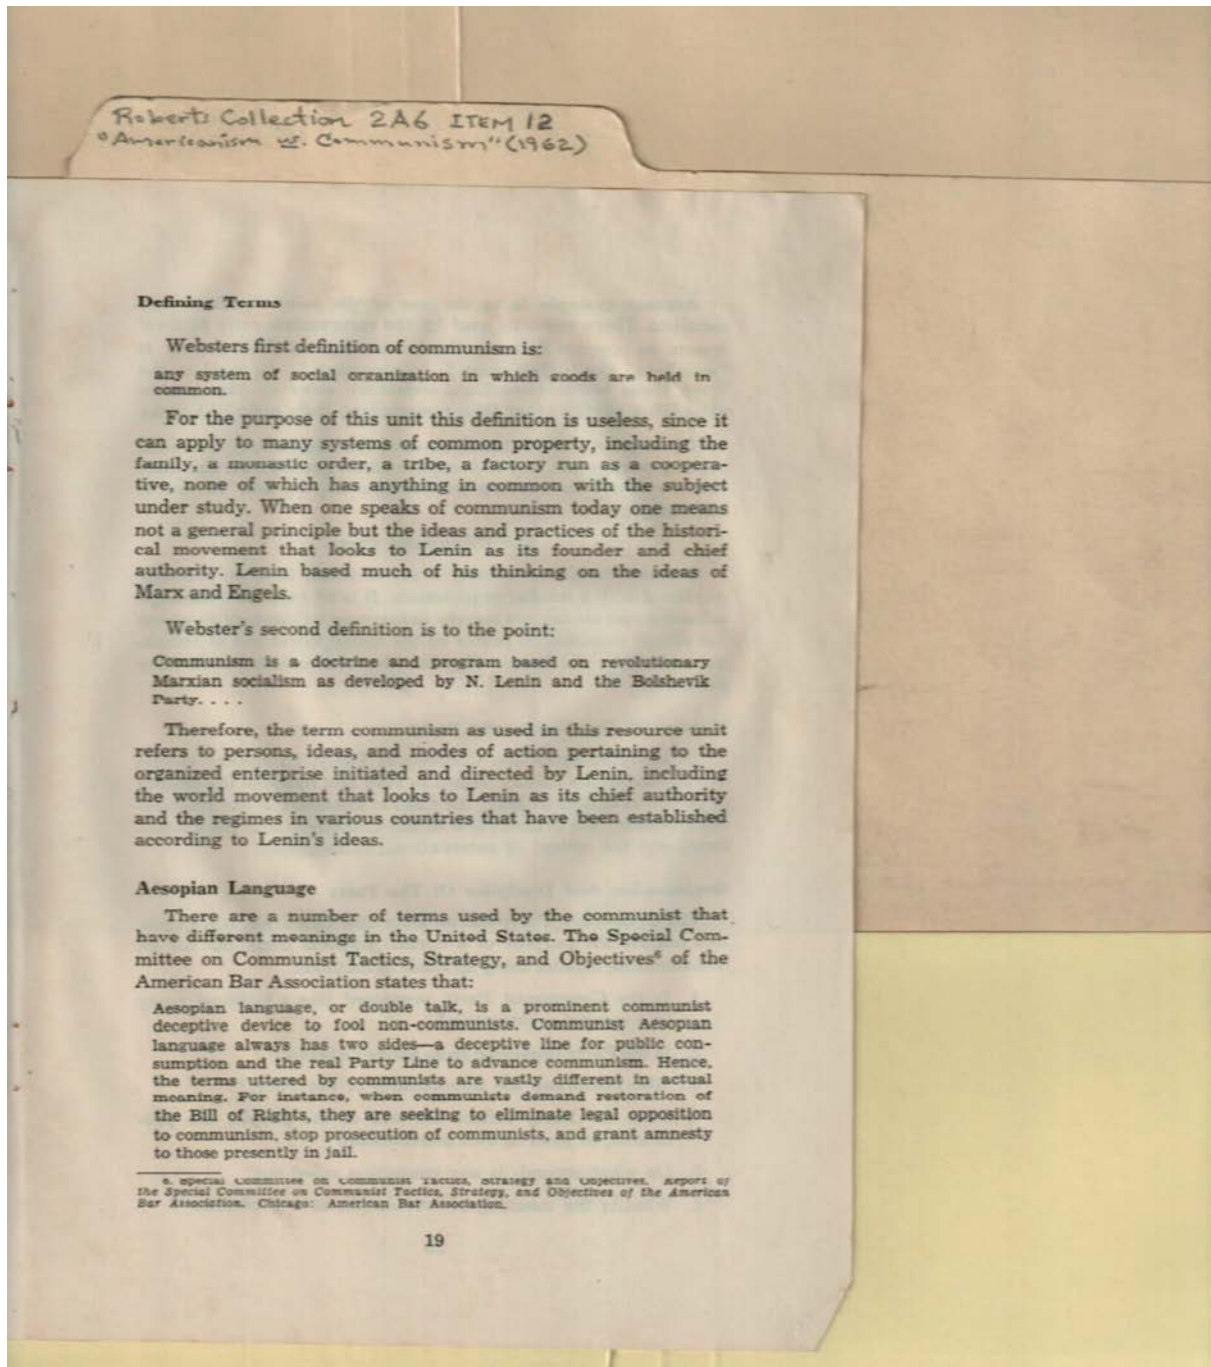 Roberts Collection 2A6 ITEM 12
"Americanism vs. Communism" (1962)
Defining Terms
Websters first definition of communism is:
any system of social organization in which goods are held in
common.
For the purpose of this unit this definition is useless, since it
can apply to many systems of common property, including the
family, a monastic order, a tribe, a factory run as a coopera-
tive, none of which has anything in common with the subject
under study. When one speaks of communism today one means
not a general principle but the ideas and practices of the histori-
cal movement that looks to Lenin as its founder and chief
authority. Lenin based much of his thinking on the ideas of
Marx and Engels.
Webster's second definition is to the point:
Communism is a doctrine and program based on revolutionary
Marxian socialism as developed by N. Lenin and the Bolshevik
Party. . . .
Therefore, the term communism as used in this resource unit
refers to persons, ideas, and modes of action pertaining to the
organized enterprise initiated and directed by Lenin, including
the world movement that looks to Lenin as its chief authority
and the regimes in various countries that have been established
according to Lenin's ideas.
Aesopian Language
There are a number of terms used by the communist that
have different meanings in the United States. The Special Com-
mittee on Communist Tactics, Strategy, and Objectives⁶ of the
American Bar Association states that:
Aesopian language, or double talk, is a prominent communist
deceptive device to fool non-communists. Communist Aesopian
language always has two sides—a deceptive line for public con-
sumption and the real Party Line to advance communism. Hence,
the terms uttered by communists are vastly different in actual
meaning. For instance, when communists demand restoration of
the Bill of Rights, they are seeking to eliminate legal opposition
to communism, stop prosecution of communists, and grant amnesty
to those presently in jail.
6. Special Committee on Communist Tactics, Strategy and Objectives. Report of
the Special Committee on Communist Tactics, Strategy, and Objectives of the American
Bar Association. Chicago: American Bar Association.
19